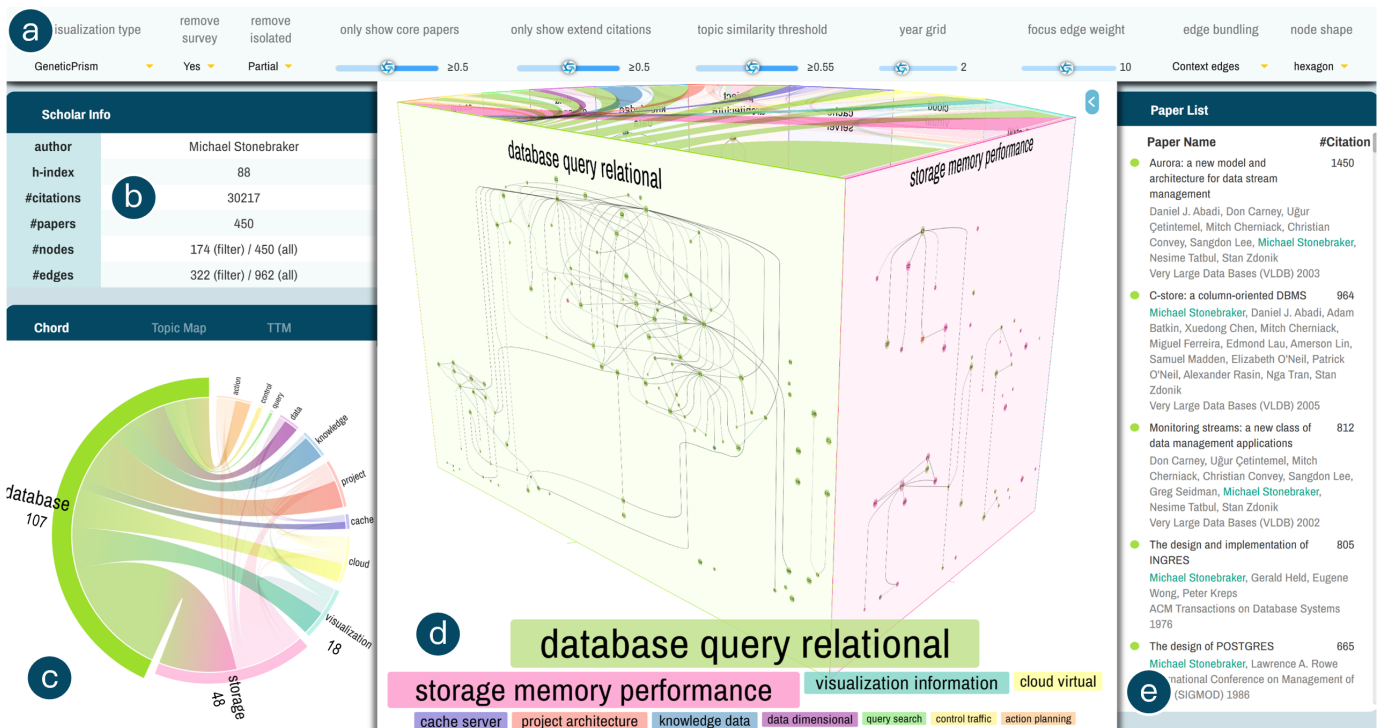 a
isualization type
remove
survey
remove
isolated
only show core papers
only show extend citations
topic similarity threshold
year grid
focus edge weight
edge bundling
node shape
GeneticPrism
Yes
Partial
≥0.5
≥0.5
≥0.55
2
10
Context edges
hexagon
Scholar Info
author Michael Stonebraker
h-index 88
#citations 30217
#papers 450
#nodes 174 (filter) / 450 (all)
#edges 322 (filter) / 962 (all)
b
Chord Topic Map TTM
action
control
query
data
knowledge
project
cache
cloud
visualization
18
storage
48
database
107
c
database query relational
storage memory performance
d
database query relational
storage memory performance
visualization information
cloud virtual
cache server
project architecture
knowledge data
data dimensional
query search
control traffic
action planning
Paper List
Paper Name #Citation
Aurora: a new model and 1450
architecture for data stream
management
Daniel J. Abadi, Don Carney, Uğur
Çetintemel, Mitch Cherniack, Christian
Convey, Sangdon Lee, Michael Stonebraker,
Nesime Tatbul, Stan Zdonik
Very Large Data Bases (VLDB) 2003
C-store: a column-oriented DBMS 964
Michael Stonebraker, Daniel J. Abadi, Adam
Batkin, Xuedong Chen, Mitch Cherniack,
Miguel Ferreira, Edmond Lau, Amerson Lin,
Samuel Madden, Elizabeth O'Neil, Patrick
O'Neil, Alexander Rasin, Nga Tran, Stan
Zdonik
Very Large Data Bases (VLDB) 2005
Monitoring streams: a new class of 812
data management applications
Don Carney, Uğur Çetintemel, Mitch
Cherniack, Christian Convey, Sangdon Lee,
Greg Seidman, Michael Stonebraker,
Nesime Tatbul, Stan Zdonik
Very Large Data Bases (VLDB) 2002
The design and implementation of 805
INGRES
Michael Stonebraker, Gerald Held, Eugene
Wong, Peter Kreps
ACM Transactions on Database Systems
1976
The design of POSTGRES 665
Michael Stonebraker, Lawrence A. Rowe
rnational Conference on Management of
(SIGMOD) 1986
e